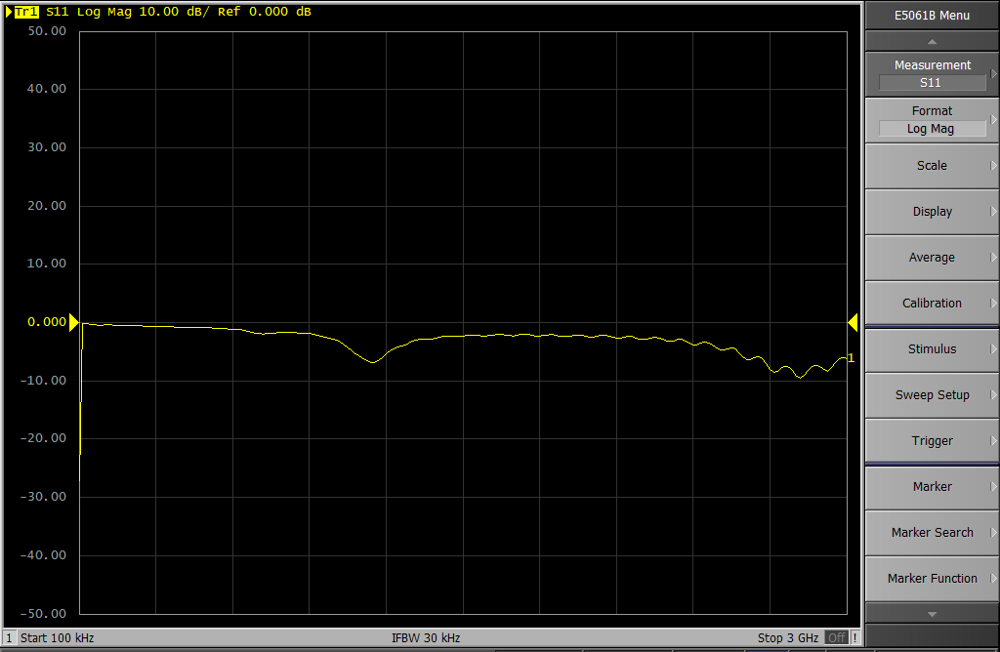 Tr1 S11 Log Mag 10.00 dB/ Ref 0.000 dB
50.00
40.00
30.00
20.00
10.00
0.000
-10.00
-20.00
-30.00
-40.00
-50.00
1
1 Start 100 kHz IFBW 30 kHz Stop 3 GHz Off !
E5061B Menu
Measurement
S11
Format
Log Mag
Scale
Display
Average
Calibration
Stimulus
Sweep Setup
Trigger
Marker
Marker Search
Marker Function